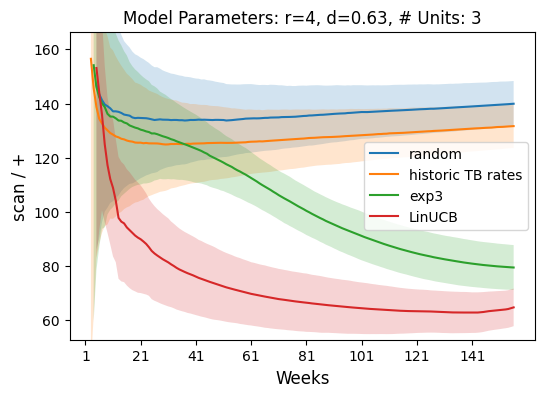 Model Parameters: r=4, d=0.63, # Units: 3
scan / +
160
140
120
100
80
60
random
historic TB rates
exp3
LinUCB
1 21 41 61 81 101 121 141
Weeks